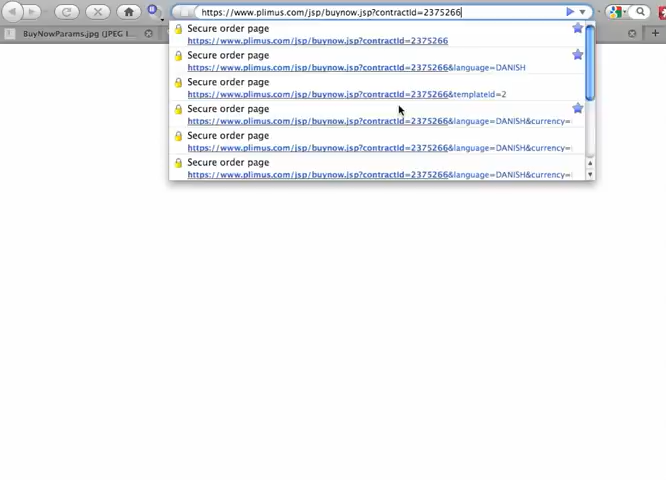 https://www.plimus.com/jsp/buynow.jsp?contractId=2375266
BuyNowParams.jpg (JPEG I...
Secure order page
https://www.plimus.com/jsp/buynow.jsp?contractId=2375266
Secure order page
https://www.plimus.com/jsp/buynow.jsp?contractId=2375266&language=DANISH
Secure order page
https://www.plimus.com/jsp/buynow.jsp?contractId=2375266&templateId=2
Secure order page
https://www.plimus.com/jsp/buynow.jsp?contractId=2375266&language=DANISH&currency=
Secure order page
https://www.plimus.com/jsp/buynow.jsp?contractId=2375266&language=DANISH&currency=
Secure order page
https://www.plimus.com/jsp/buynow.jsp?contractId=2375266&language=DANISH&currency=